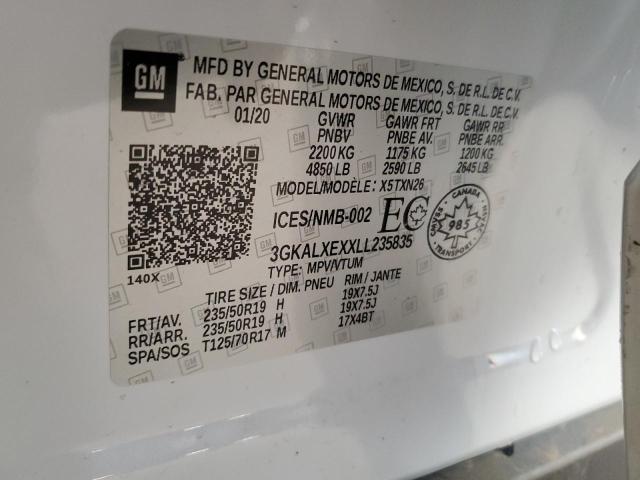 GM
MFD BY GENERAL MOTORS DE MEXICO, S. DE R.L. DE C.V.
FAB. PAR GENERAL MOTORS DE MEXICO, S. DE R.L. DE C.V.
01/20 GVWR GAWR FRT GAWR RR
PNBV PNBE AV. PNBE ARR.
2200 KG 1175 KG 1200 KG
4850 LB 2590 LB 2645 LB
MODEL/MODÈLE: X5TXN26
ICES/NMB-002 EC
CANADA 985
3GKALXEXXLL235835
TYPE: MPV/VTUM
140X
TIRE SIZE / DIM. PNEU RIM / JANTE
FRT/AV. 235/50R19 H 19X7.5J
RR/ARR. 235/50R19 H 19X7.5J
SPA/SOS T125/70R17 M 17X4BT